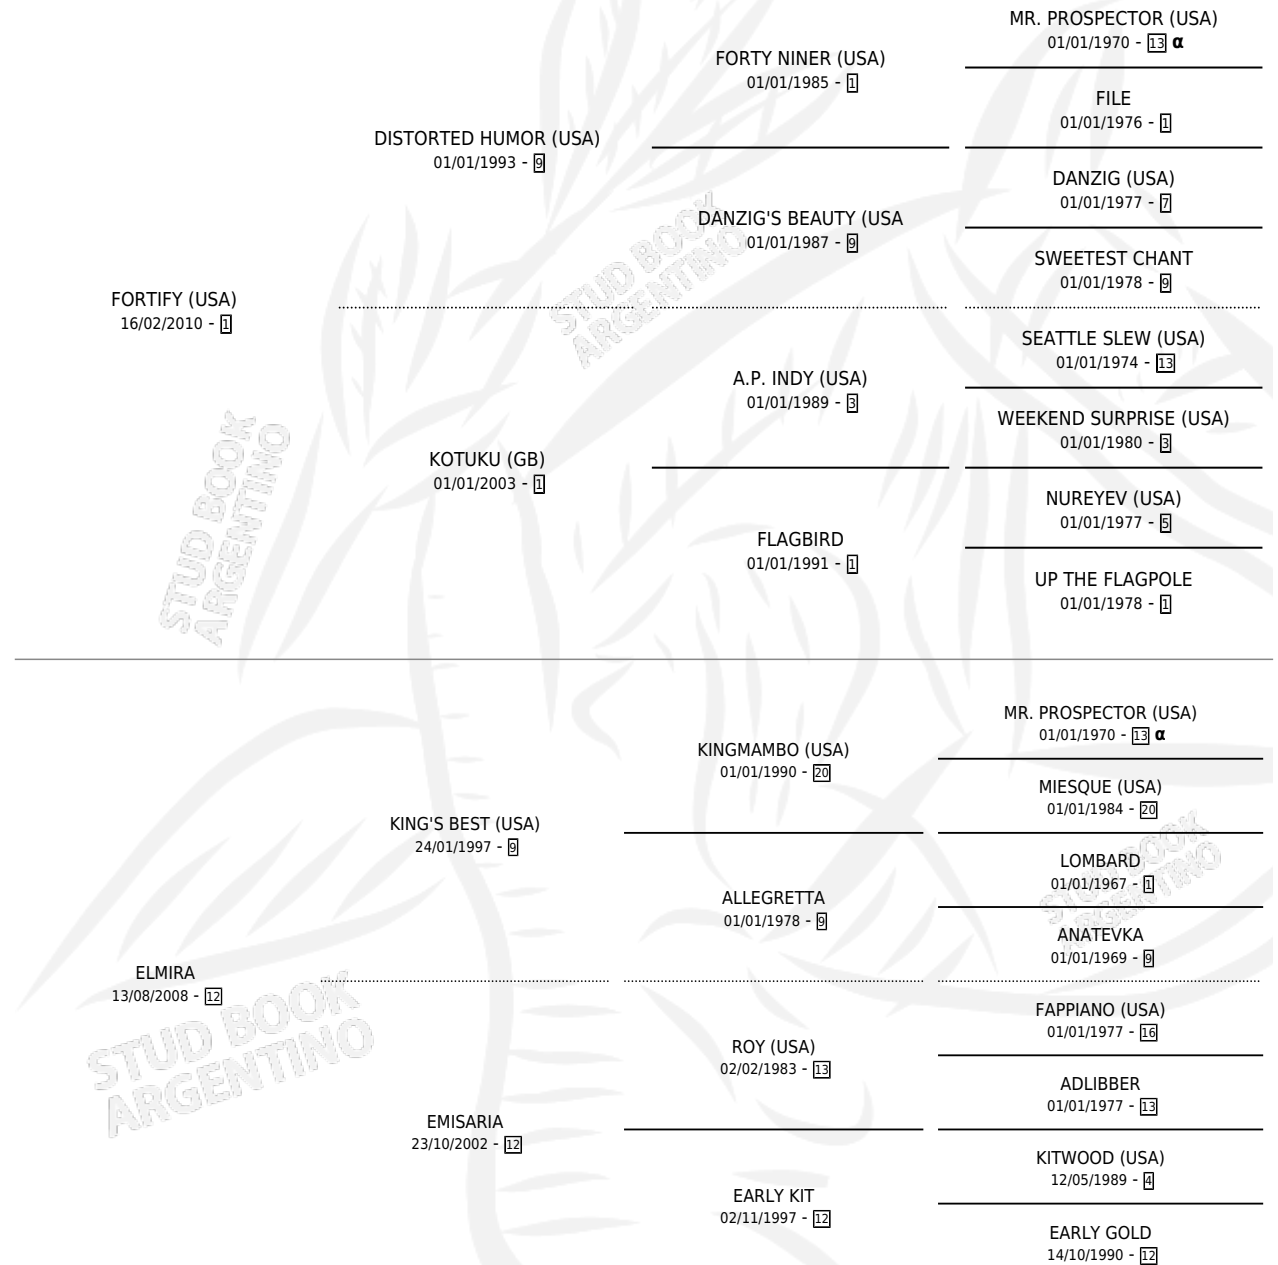 MR. PROSPECTOR (USA)
01/01/1970 - 13 α
FORTY NINER (USA)
01/01/1985 - 1
FILE
01/01/1976 - 1
DISTORTED HUMOR (USA)
01/01/1993 - 9
DANZIG (USA)
01/01/1977 - 7
DANZIG'S BEAUTY (USA
01/01/1987 - 9
SWEETEST CHANT
01/01/1978 - 9
STUD BOOK
ARGENTINO
FORTIFY (USA)
16/02/2010 - 1
SEATTLE SLEW (USA)
01/01/1974 - 13
A.P. INDY (USA)
01/01/1989 - 3
WEEKEND SURPRISE (USA)
01/01/1980 - 3
KOTUKU (GB)
01/01/2003 - 1
NUREYEV (USA)
01/01/1977 - 5
FLAGBIRD
01/01/1991 - 1
UP THE FLAGPOLE
01/01/1978 - 1
STUD BOOK
ARGENTINO
MR. PROSPECTOR (USA)
01/01/1970 - 13 α
KINGMAMBO (USA)
01/01/1990 - 20
MIESQUE (USA)
01/01/1984 - 20
KING'S BEST (USA)
24/01/1997 - 9
LOMBARD
01/01/1967 - 1
ALLEGRETTA
01/01/1978 - 9
ANATEVKA
01/01/1969 - 9
STUD BOOK
ARGENTINO
ELMIRA
13/08/2008 - 12
FAPPIANO (USA)
01/01/1977 - 16
ROY (USA)
02/02/1983 - 13
ADLIBBER
01/01/1977 - 13
STUD BOOK
ARGENTINO
EMISARIA
23/10/2002 - 12
KITWOOD (USA)
12/05/1989 - 4
EARLY KIT
02/11/1997 - 12
EARLY GOLD
14/10/1990 - 12